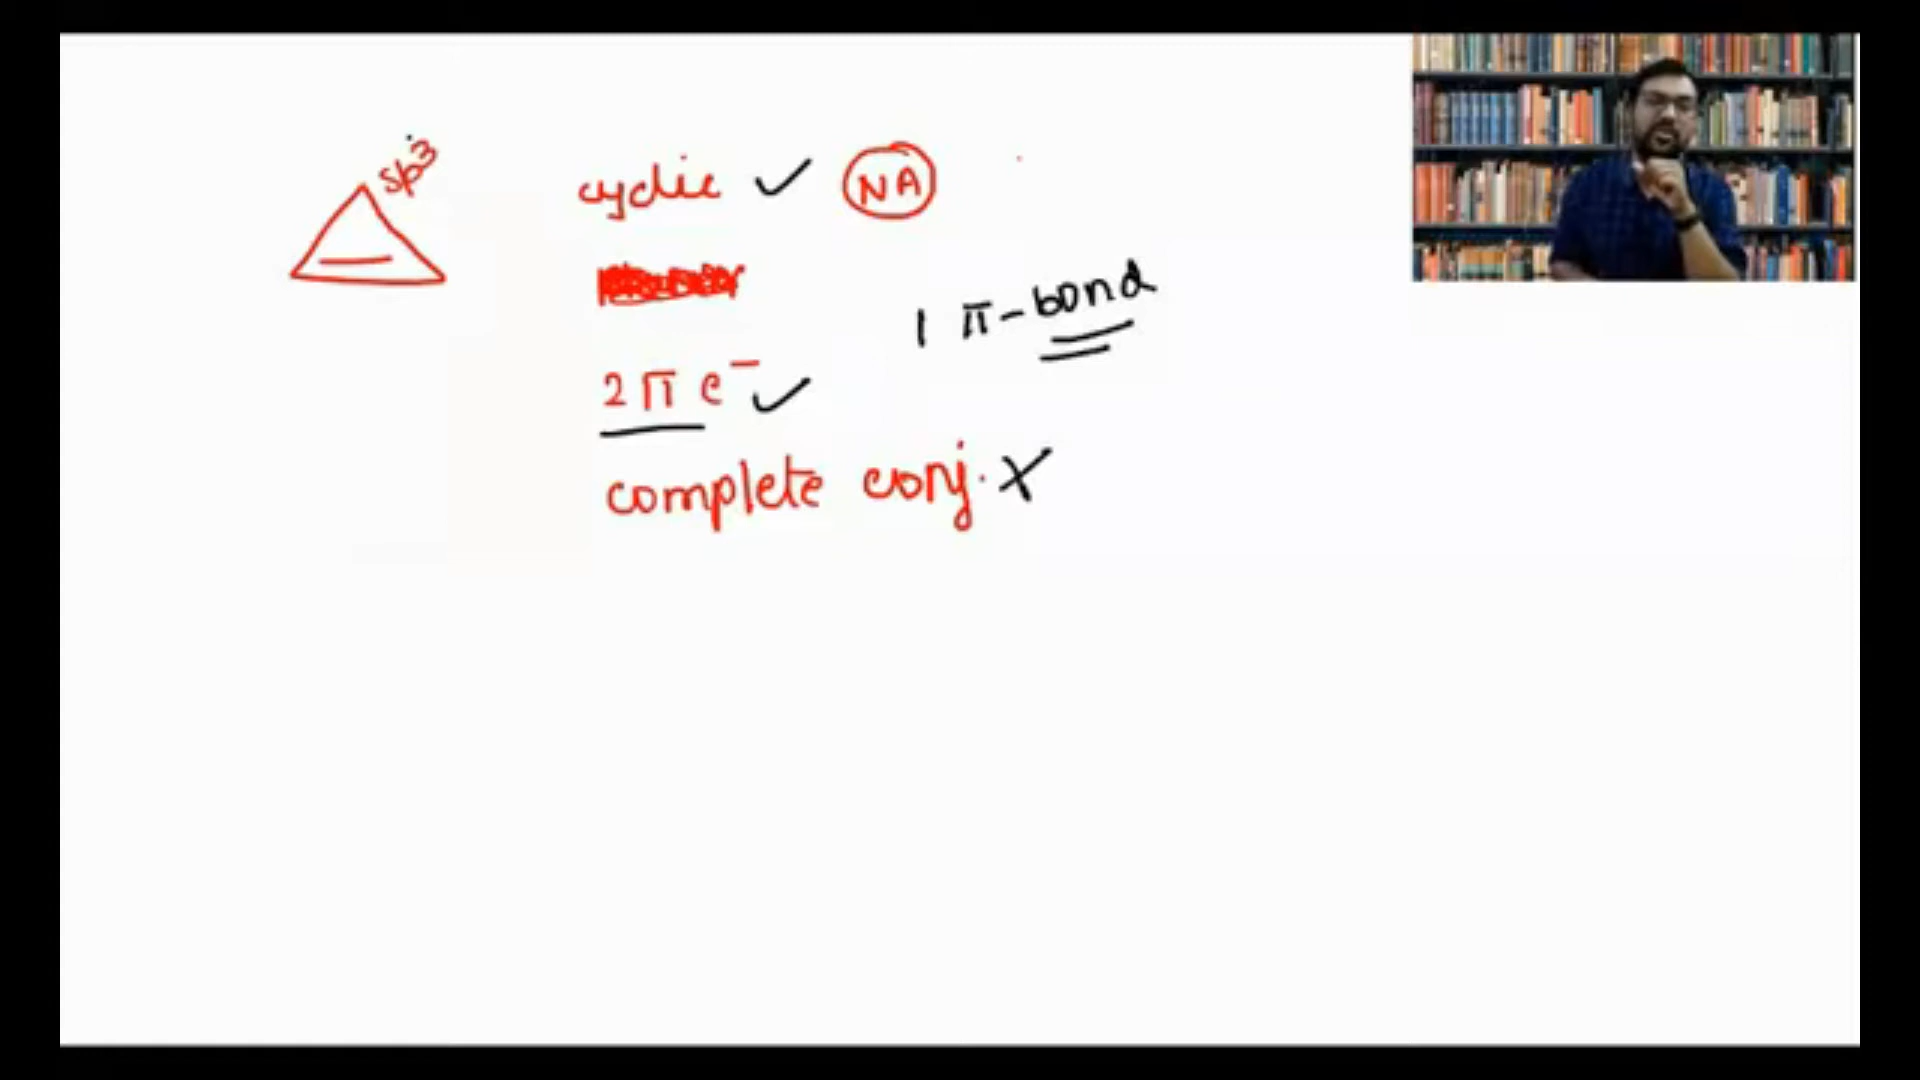 sp3
cyclic ✓ NA
1 π-bond
2π e⁻ ✓
complete conj. X